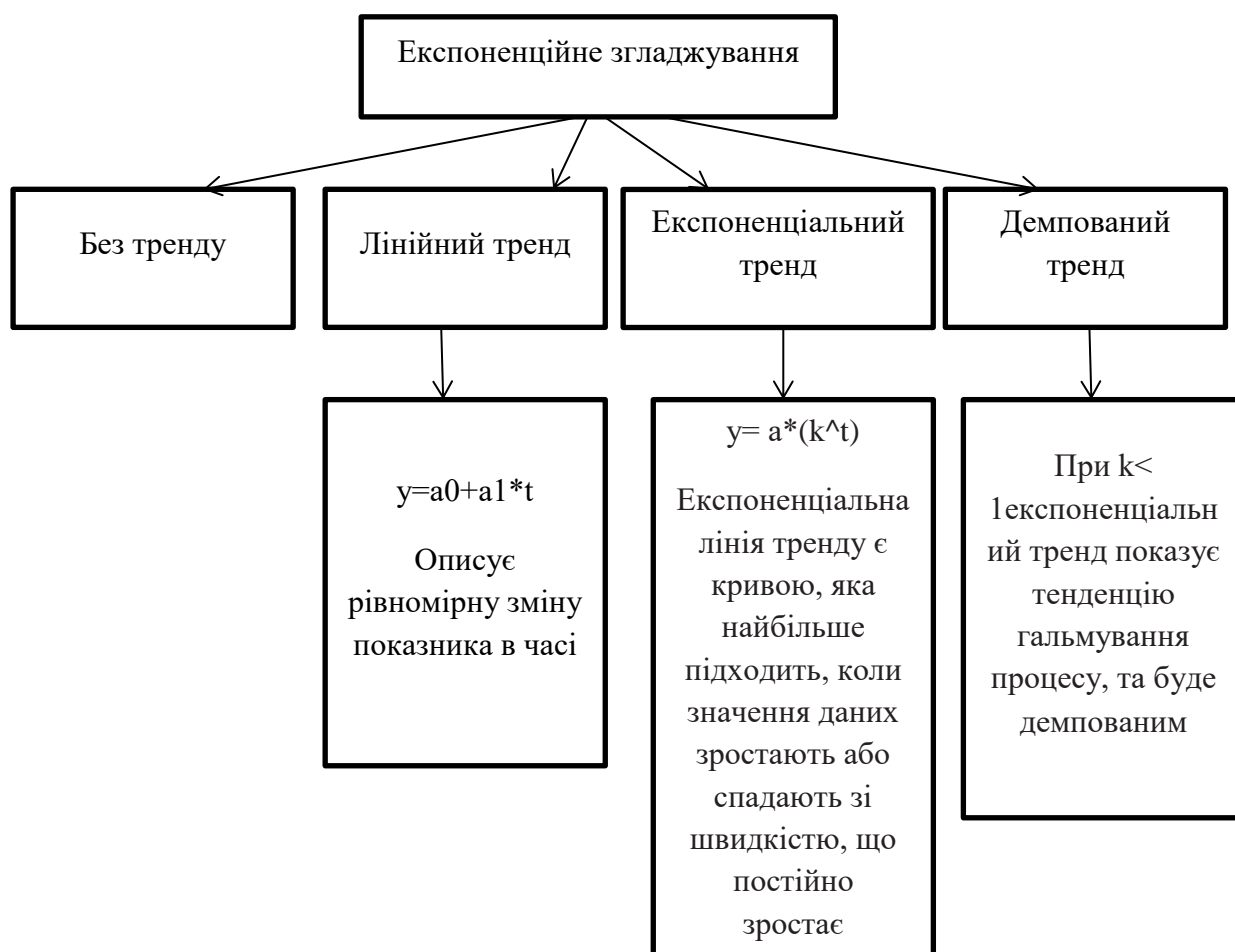 Експоненційне згладжування
Без тренду
Лінійний тренд
Експоненціальний
тренд
Демпований
тренд
y=a0+a1*t
Описує
рівномірну зміну
показника в часі
y= a*(k^t)
Експоненціальна
лінія тренду є
кривою, яка
найбільше
підходить, коли
значення даних
зростають або
спадають зі
швидкістю, що
постійно
зростає
При k<
1експоненціальн
ий тренд показує
тенденцію
гальмування
процесу, та буде
демпованим